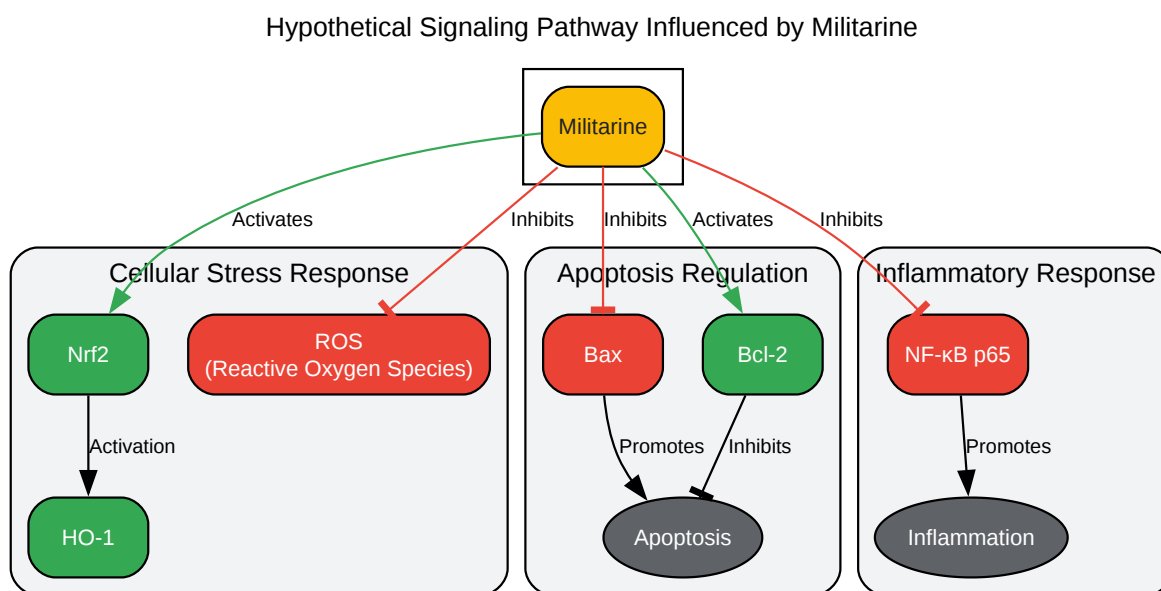 Hypothetical Signaling Pathway Influenced by Militarine
Militarine
Activates
Inhibits
Inhibits
Activates
Inhibits
Cellular Stress Response
Apoptosis Regulation
Inflammatory Response
Nrf2
ROS
(Reactive Oxygen Species)
Bax
Bcl-2
NF-κB p65
Activation
Promotes
Inhibits
Promotes
HO-1
Apoptosis
Inflammation